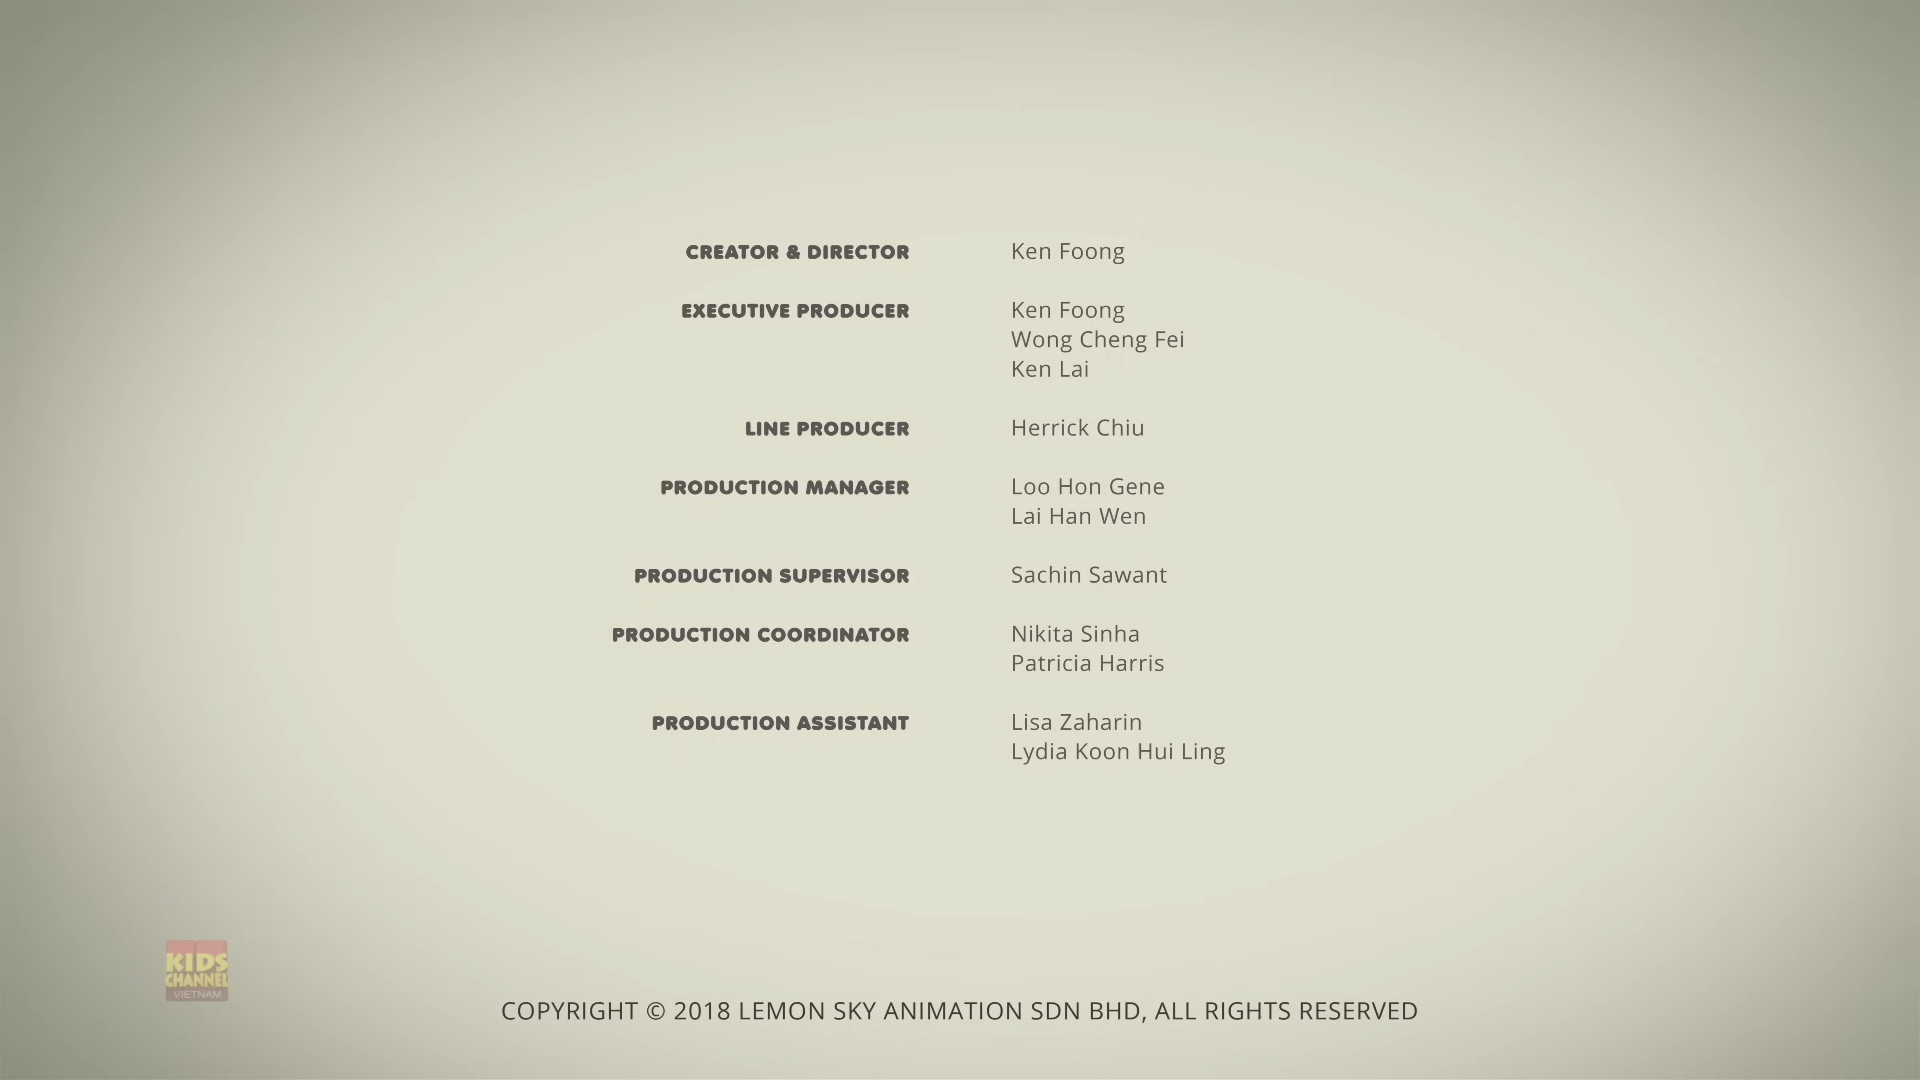 CREATOR & DIRECTOR Ken Foong
EXECUTIVE PRODUCER Ken Foong
Wong Cheng Fei
Ken Lai
LINE PRODUCER Herrick Chiu
PRODUCTION MANAGER Loo Hon Gene
Lai Han Wen
PRODUCTION SUPERVISOR Sachin Sawant
PRODUCTION COORDINATOR Nikita Sinha
Patricia Harris
PRODUCTION ASSISTANT Lisa Zaharin
Lydia Koon Hui Ling
KIDS
CHANNEL
VIETNAM
COPYRIGHT © 2018 LEMON SKY ANIMATION SDN BHD, ALL RIGHTS RESERVED